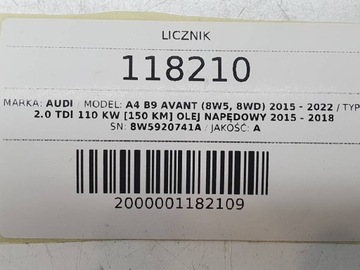 LICZNIK
118210
MARKA: AUDI / MODEL: A4 B9 AVANT (8W5, 8WD) 2015 - 2022 / TYP
2.0 TDI 110 KW [150 KM] OLEJ NAPĘDOWY 2015 - 2018
SN: 8W5920741A / JAKOŚĆ: A
2000001182109